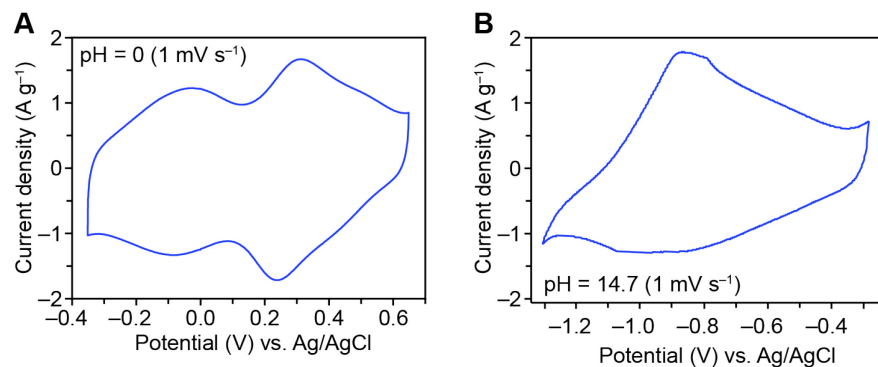 A
pH = 0 (1 mV s⁻¹)
Current density (A g⁻¹)
2
1
0
–1
–2
–0.4 –0.2 0.0 0.2 0.4 0.6
Potential (V) vs. Ag/AgCl
B
pH = 14.7 (1 mV s⁻¹)
Current density (A g⁻¹)
2
1
0
–1
–2
–1.2 –1.0 –0.8 –0.6 –0.4
Potential (V) vs. Ag/AgCl